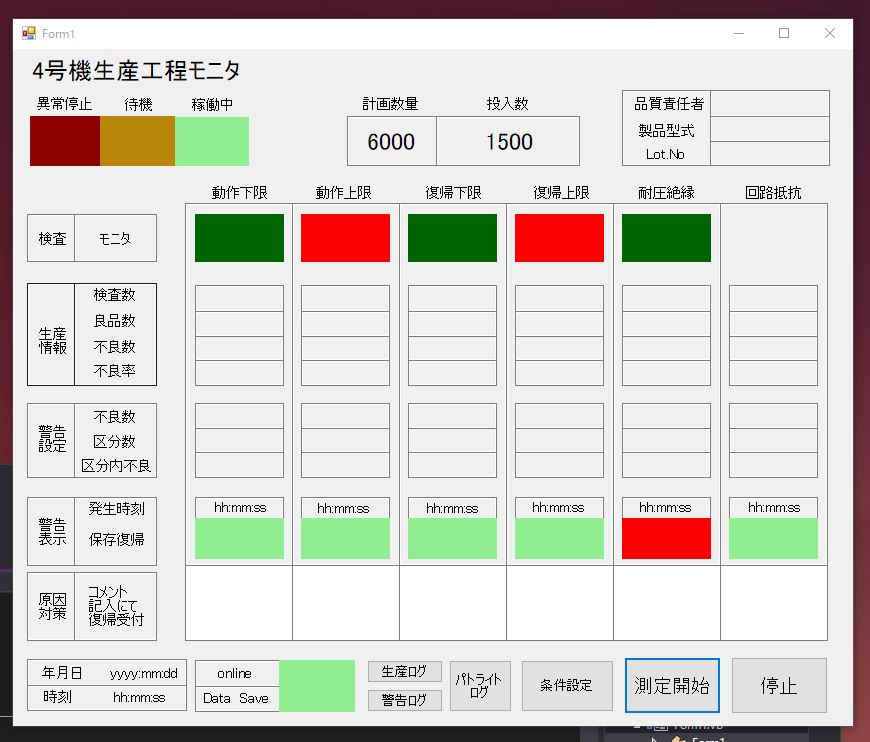 Form1
4号機生産工程モニタ
異常停止 待機 稼動中
計画数量 投入数
6000 1500
品質責任者
製品型式
Lot.No
動作下限 動作上限 復帰下限 復帰上限 耐圧絶縁 回路抵抗
検査 モニタ
生産
情報
検査数
良品数
不良数
不良率
警告
設定
不良数
区分数
区分内不良
警告
表示
発生時刻
保存復帰
hh:mm:ss hh:mm:ss hh:mm:ss hh:mm:ss hh:mm:ss hh:mm:ss
原因
対策
コメント
記入にて
復帰受付
年月日 yyyy:mm:dd
時刻 hh:mm:ss
online
Data Save
生産ログ
警告ログ
パトライト
ログ
条件設定
測定開始
停止